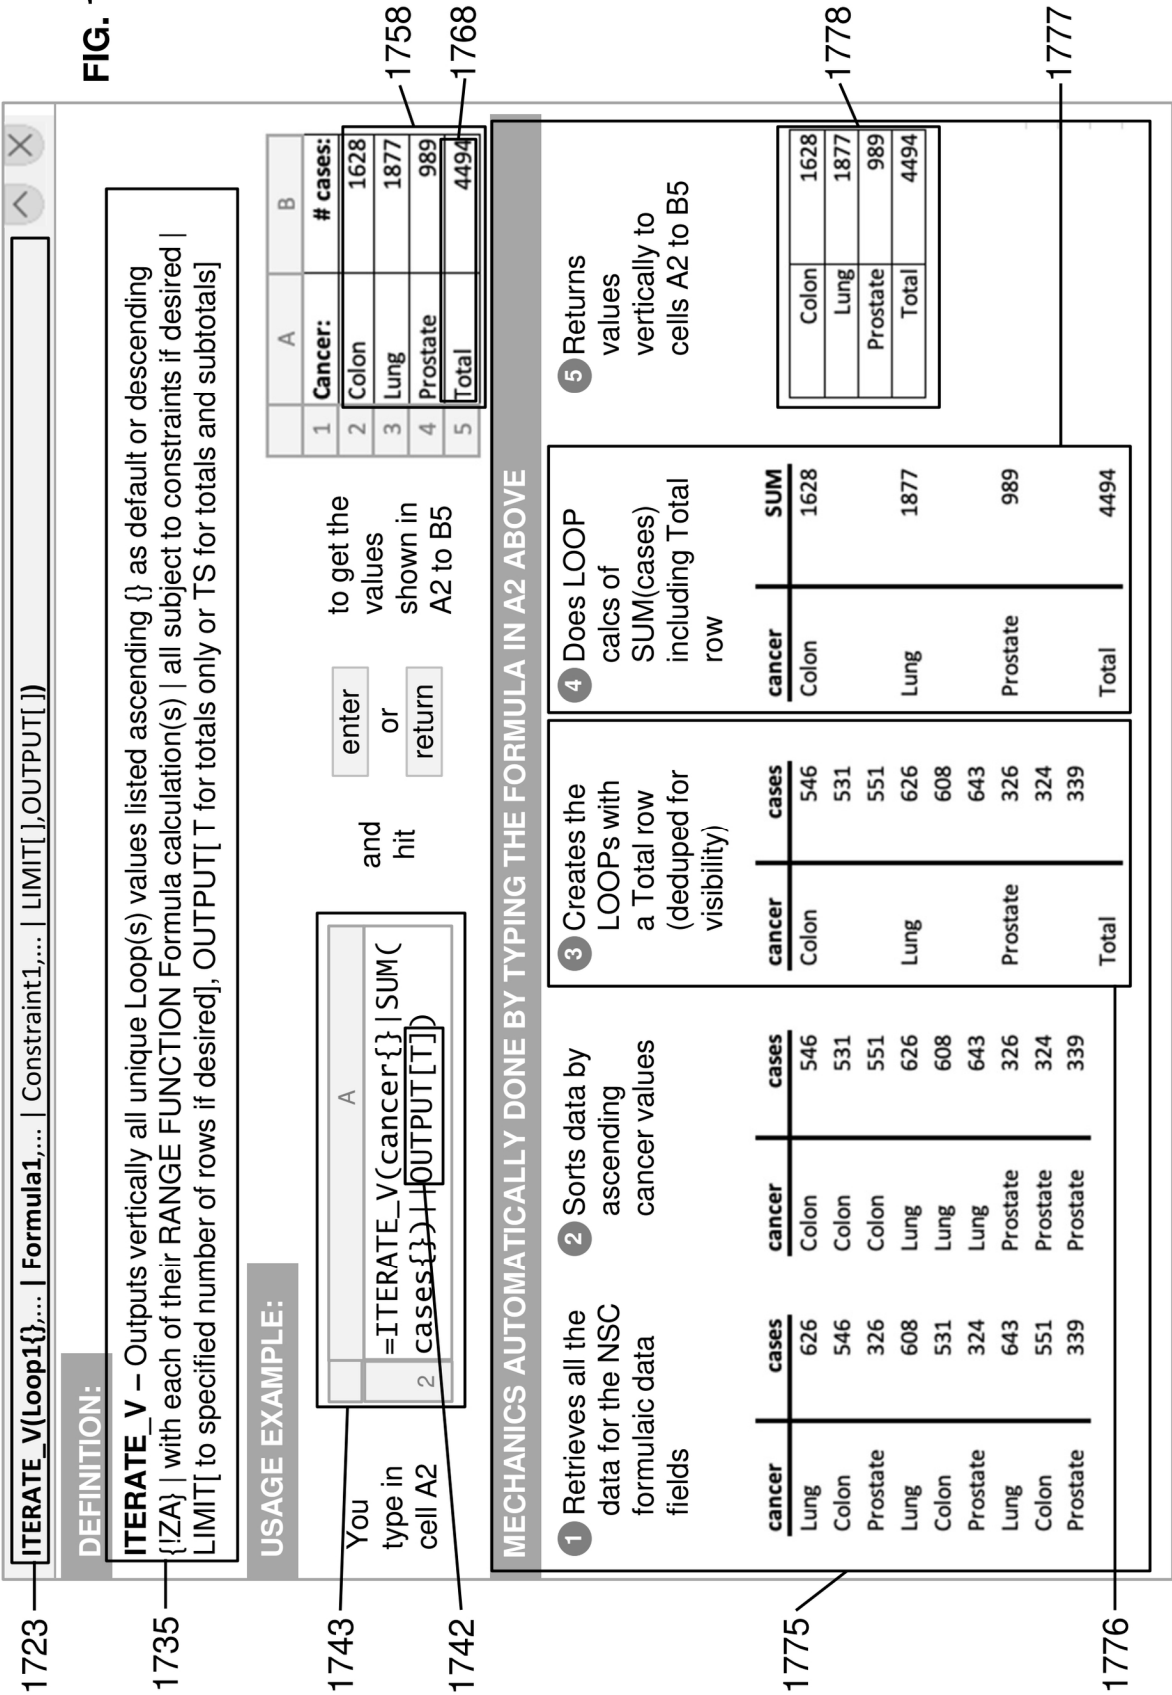 FIG.
ITERATE_V(Loop1{},... | Formula1,... | Constraint1,... | LIMIT[ ],OUTPUT[ ])
DEFINITION:
ITERATE_V – Outputs vertically all unique Loop(s) values listed ascending {} as default or descending
{!ZA} | with each of their RANGE FUNCTION Formula calculation(s) | all subject to constraints if desired |
LIMIT[ to specified number of rows if desired], OUTPUT[ T for totals only or TS for totals and subtotals]
USAGE EXAMPLE:
You
type in
cell A2
A
2
=ITERATE_V(cancer{}|SUM(
cases{})||OUTPUT[T])
and
hit
enter
or
return
to get the
values
shown in
A2 to B5
A B
1 Cancer: # cases:
2 Colon 1628
3 Lung 1877
4 Prostate 989
5 Total 4494
MECHANICS AUTOMATICALLY DONE BY TYPING THE FORMULA IN A2 ABOVE
1 Retrieves all the
data for the NSC
formulaic data
fields
cancer cases
Lung 626
Colon 546
Prostate 326
Lung 608
Colon 531
Prostate 324
Lung 643
Colon 551
Prostate 339
2 Sorts data by
ascending
cancer values
cancer cases
Colon 546
Colon 531
Colon 551
Lung 626
Lung 608
Lung 643
Prostate 326
Prostate 324
Prostate 339
3 Creates the
LOOPs with
a Total row
(deduped for
visibility)
cancer cases
Colon 546
531
551
Lung 626
608
643
Prostate 326
324
339
Total
4 Does LOOP
calcs of
SUM(cases)
including Total
row
cancer SUM
Colon 1628
Lung 1877
Prostate 989
Total 4494
5 Returns
values
vertically to
cells A2 to B5
Colon 1628
Lung 1877
Prostate 989
Total 4494
1723
1735
1743
1742
1775
1776
1758
1768
1778
1777